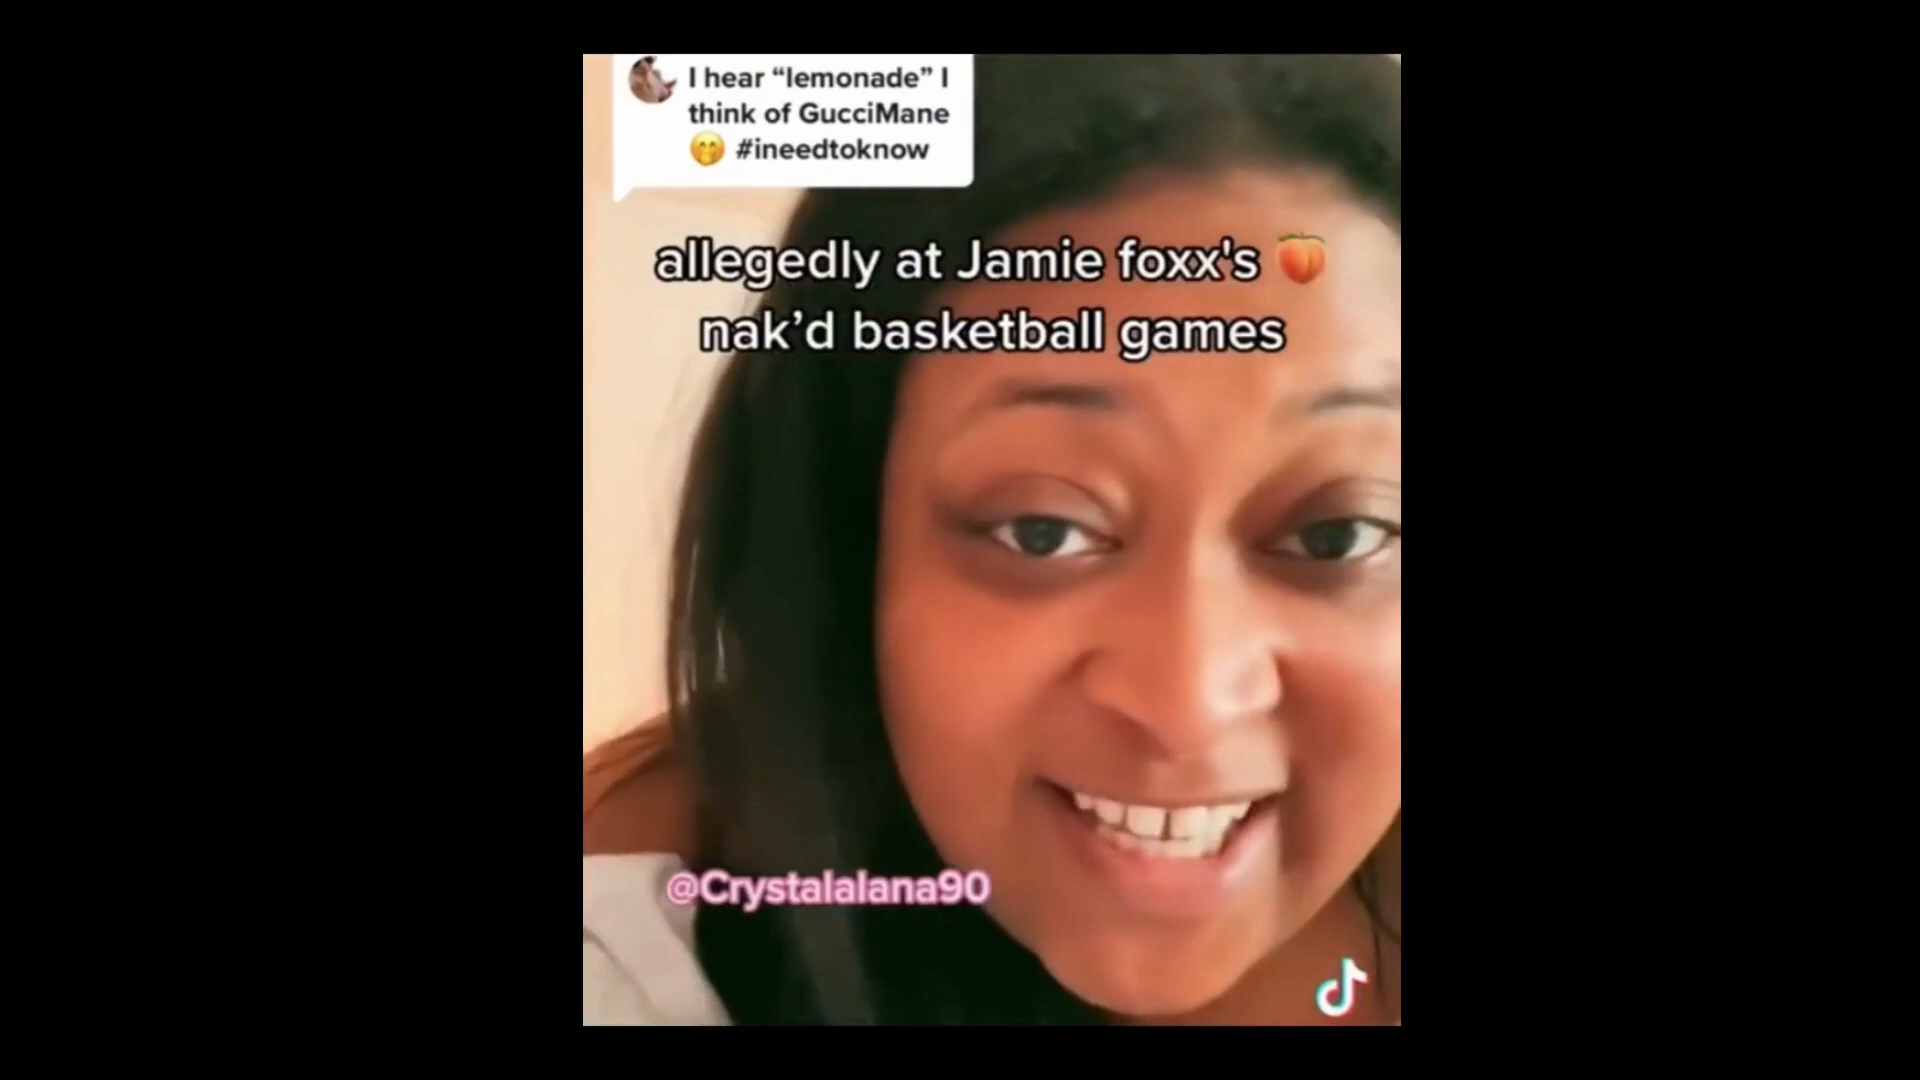 I hear “lemonade” I
think of GucciMane
🤭 #ineedtoknow
allegedly at Jamie foxx's 🍑
nak’d basketball games
@Crystalalana90